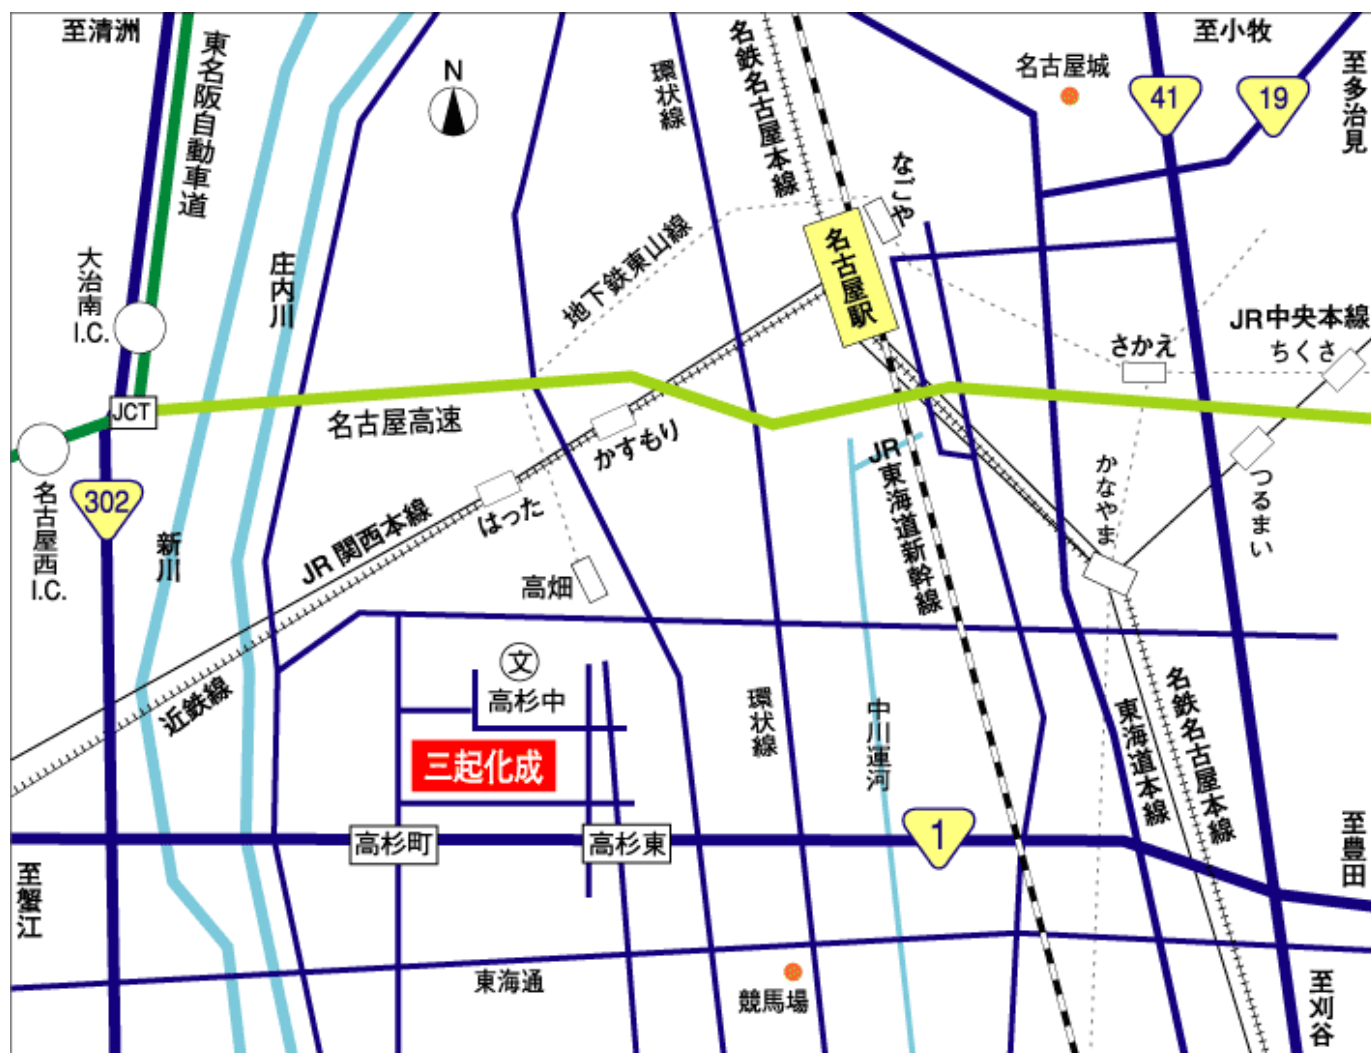 至清洲
東名阪自動車道
N
環状線
名鉄名古屋本線
名古屋城
41
至小牧
19
至多治見
なごや
大治南
I.C.
庄内川
地下鉄東山線
名古屋駅
JR中央本線
さかえ
ちくさ
JCT
名古屋高速
かすもり
JR
東海道新幹線
かなやま
つるまい
名古屋西
I.C.
302
新川
JR関西本線
はった
高畑
近鉄線
文
高杉中
三起化成
環状線
中川運河
東海道本線
名鉄名古屋本線
高杉町
高杉東
1
至豊田
至蟹江
東海通
競馬場
至刈谷